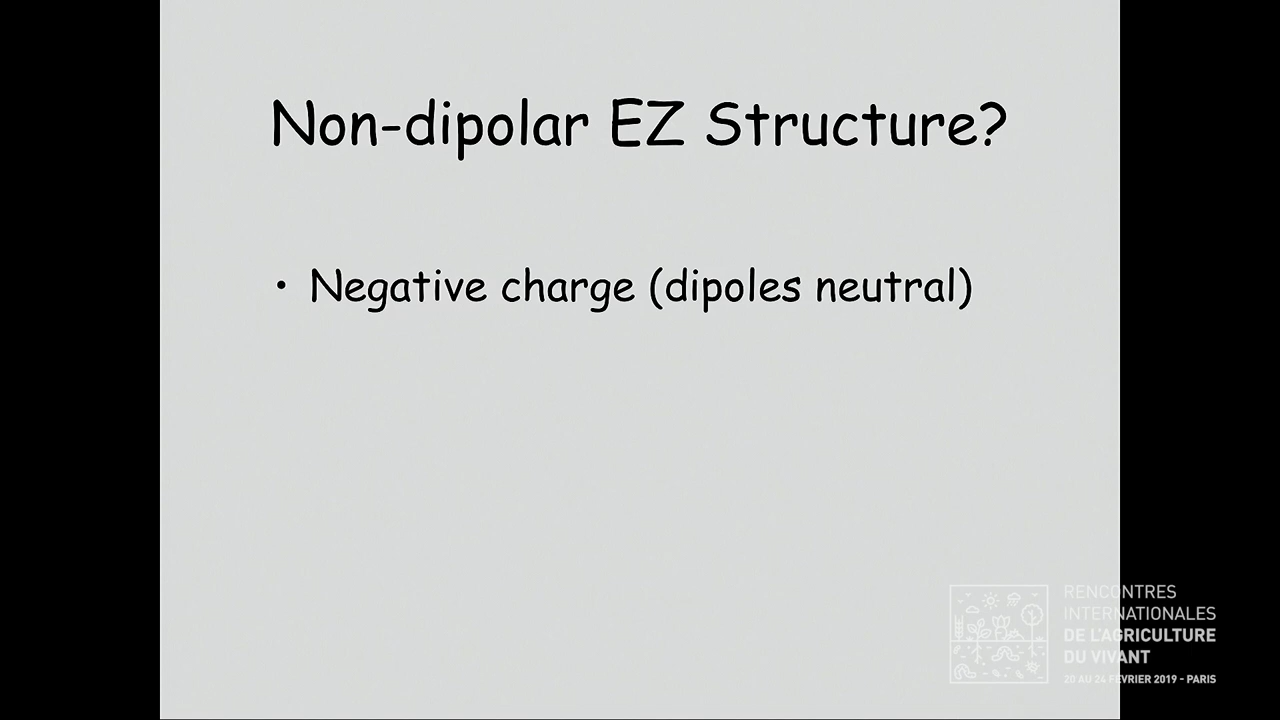 Non-dipolar EZ Structure?
• Negative charge (dipoles neutral)
RENCONTRES
INTERNATIONALES
DE L'AGRICULTURE
DU VIVANT
20 AU 24 FÉVRIER 2019 - PARIS